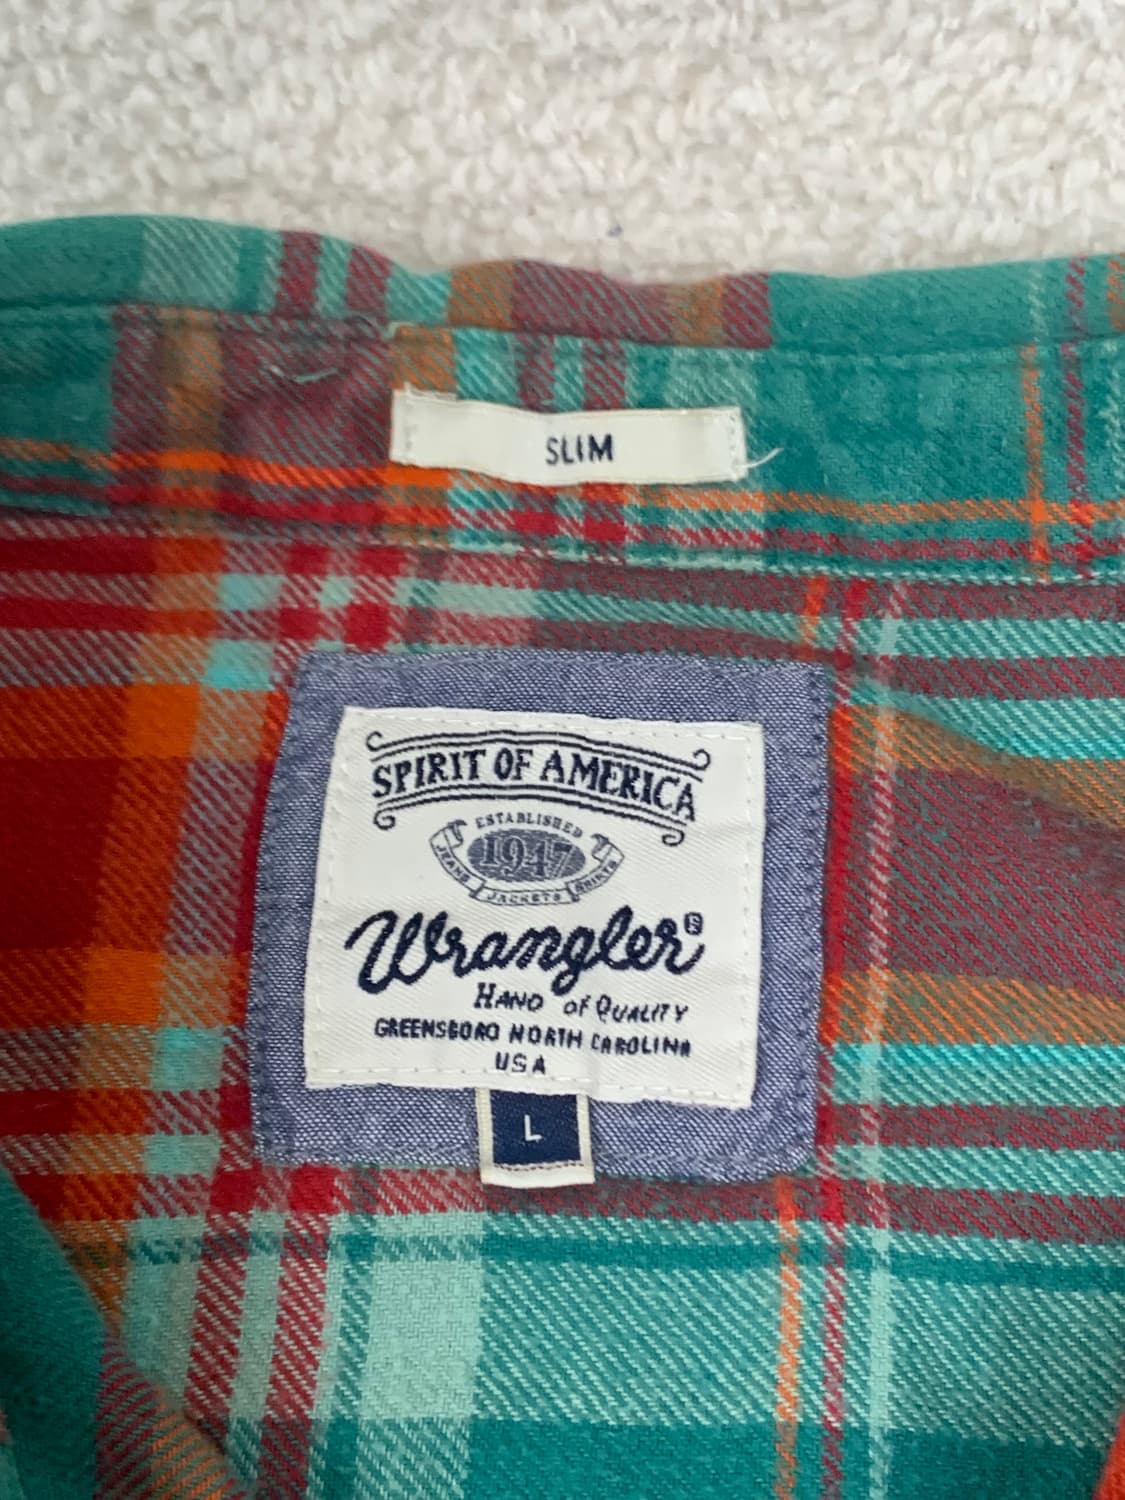 SLIM
SPIRIT OF AMERICA
ESTABLISHED
1947
JEANS JACKETS SHIRTS
Wrangler®
HAND OF QUALITY
GREENSBORO NORTH CAROLINA
USA
L